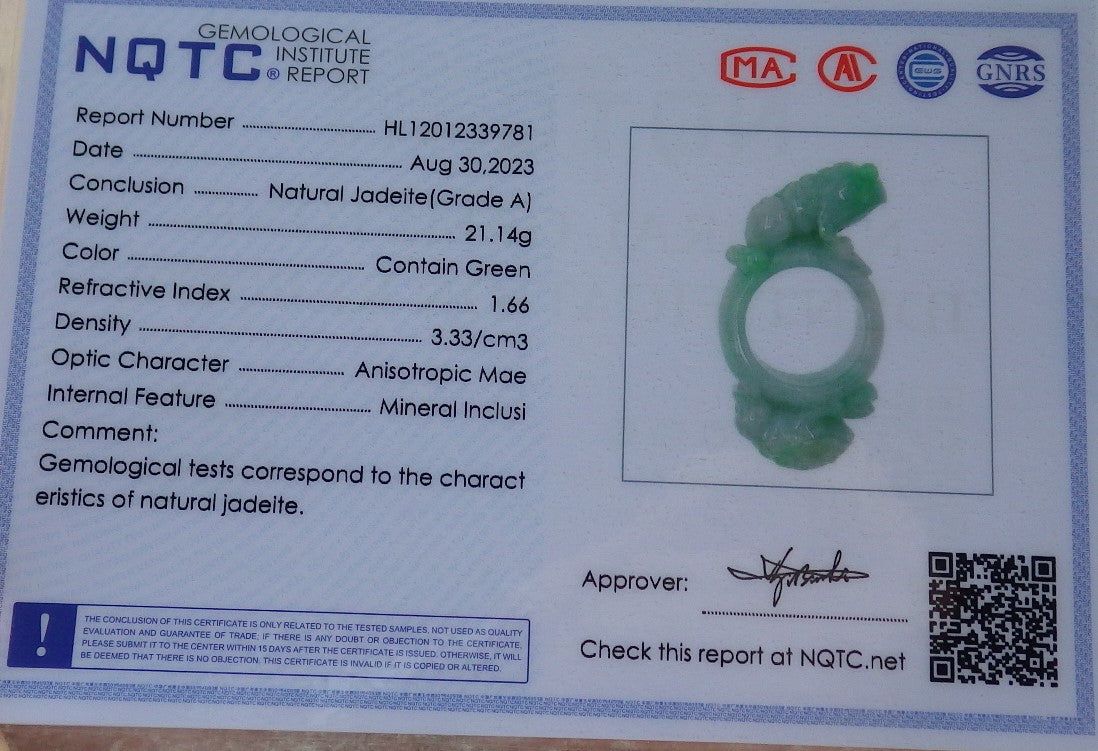 NQTC® GEMOLOGICAL
INSTITUTE
REPORT
MA
GNRS
Report Number HL12012339781
Date Aug 30,2023
Conclusion Natural Jadeite(Grade A)
Weight 21.14g
Color Contain Green
Refractive Index 1.66
Density 3.33/cm3
Optic Character Anisotropic Mae
Internal Feature Mineral Inclusi
Comment:
Gemological tests correspond to the charact
eristics of natural jadeite.
! THE CONCLUSION OF THIS CERTIFICATE IS ONLY RELATED TO THE TESTED SAMPLES, NOT USED AS QUALITY
EVALUATION AND GUARANTEE OF TRADE; IF THERE IS ANY DOUBT OR OBJECTION TO THE CERTIFICATE,
PLEASE SUBMIT IT TO THE CENTER WITHIN 15 DAYS AFTER THE CERTIFICATE IS ISSUED. OTHERWISE, IT WILL
BE DEEMED THAT THERE IS NO OBJECTION. THIS CERTIFICATE IS INVALID IF IT IS COPIED OR ALTERED.
Approver:
Check this report at NQTC.net